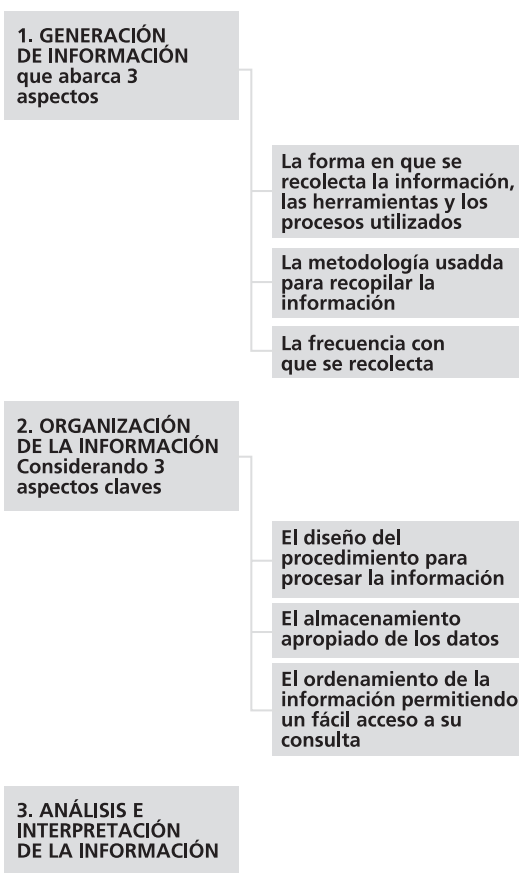 1. GENERACIÓN
DE INFORMACIÓN
que abarca 3
aspectos
La forma en que se
recolecta la información,
las herramientas y los
procesos utilizados
La metodología usadda
para recopilar la
información
La frecuencia con
que se recolecta
2. ORGANIZACIÓN
DE LA INFORMACIÓN
Considerando 3
aspectos claves
El diseño del
procedimiento para
procesar la información
El almacenamiento
apropiado de los datos
El ordenamiento de la
información permitiendo
un fácil acceso a su
consulta
3. ANÁLISIS E
INTERPRETACIÓN
DE LA INFORMACIÓN